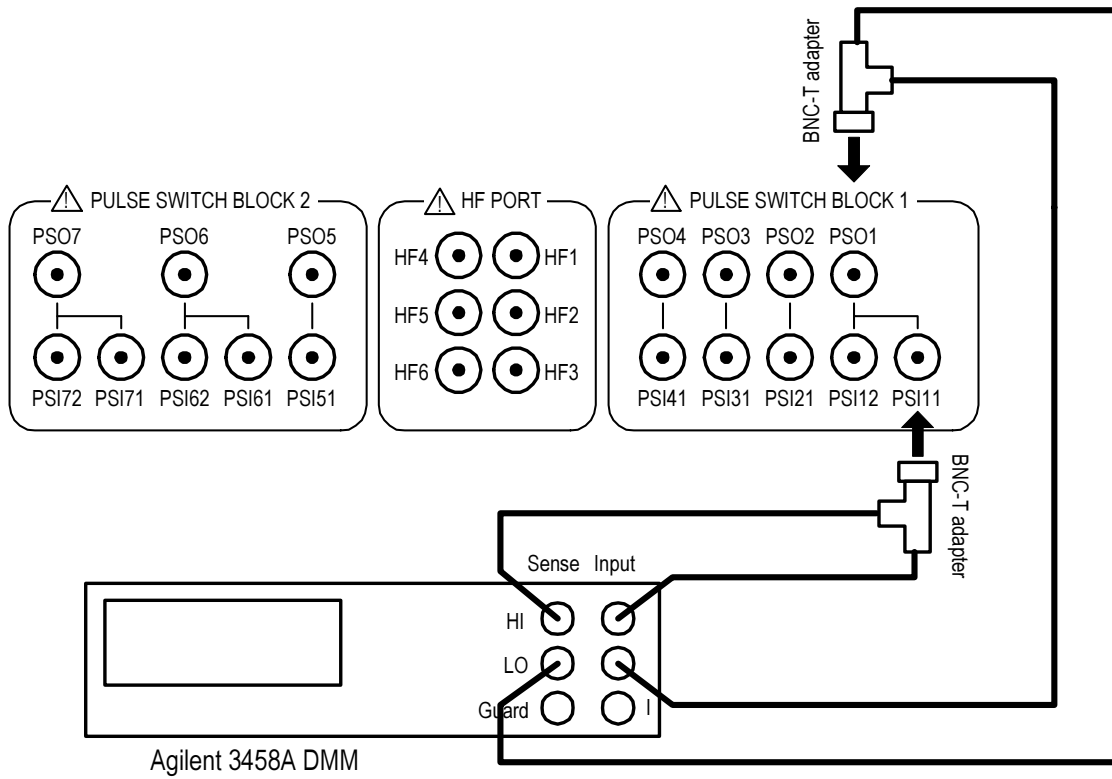 BNC-T adapter
PULSE SWITCH BLOCK 2
PSO7 PSO6 PSO5
PSI72 PSI71 PSI62 PSI61 PSI51
HF PORT
HF4 HF1
HF5 HF2
HF6 HF3
PULSE SWITCH BLOCK 1
PSO4 PSO3 PSO2 PSO1
PSI41 PSI31 PSI21 PSI12 PSI11
BNC-T adapter
Sense Input
HI
LO
Guard I
Agilent 3458A DMM